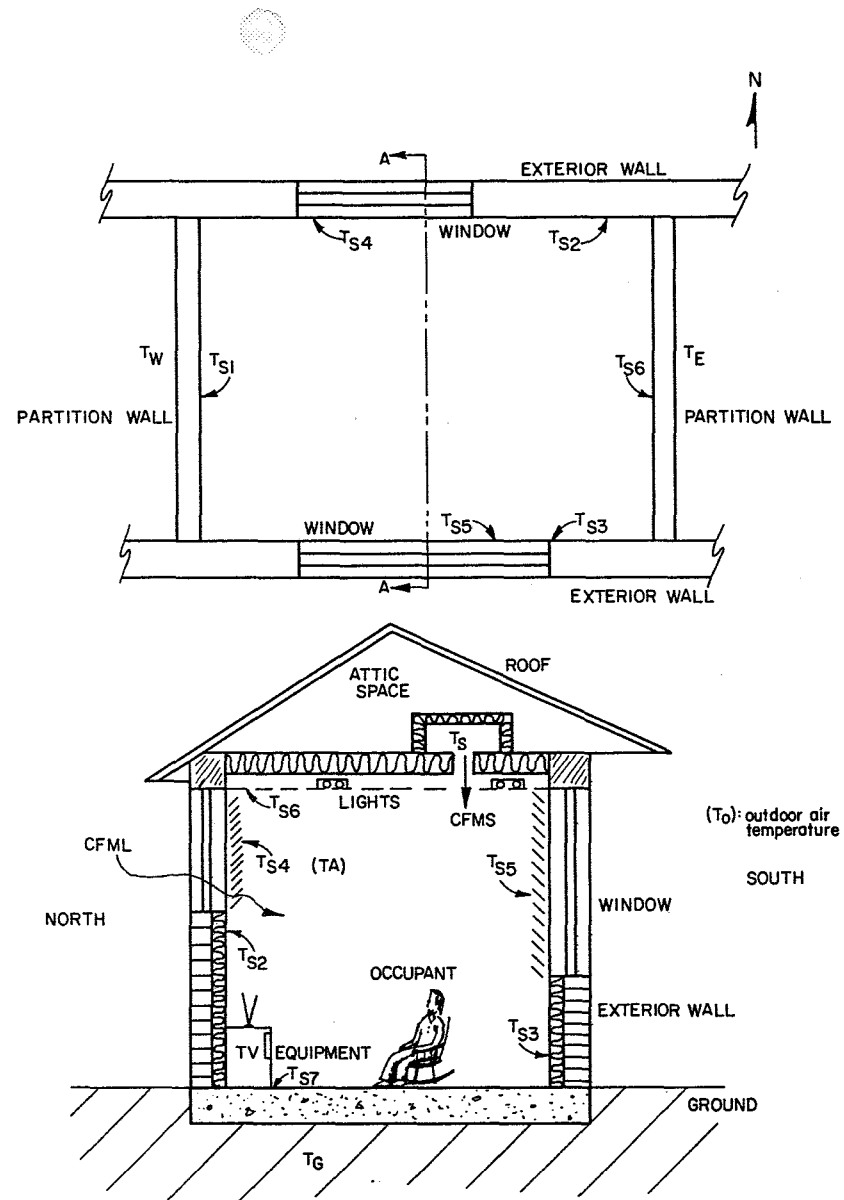 N
A
EXTERIOR WALL
TS4
WINDOW
TS2
TW
TS1
TS6
TE
PARTITION WALL
PARTITION WALL
WINDOW
TS5
TS3
A
EXTERIOR WALL
ATTIC
SPACE
ROOF
TS
TS6
LIGHTS
CFMS
(TO): outdoor air
temperature
CFML
TS4 (TA)
TS5
SOUTH
NORTH
WINDOW
TS2
OCCUPANT
EXTERIOR WALL
TS3
TV EQUIPMENT
TS7
GROUND
TG